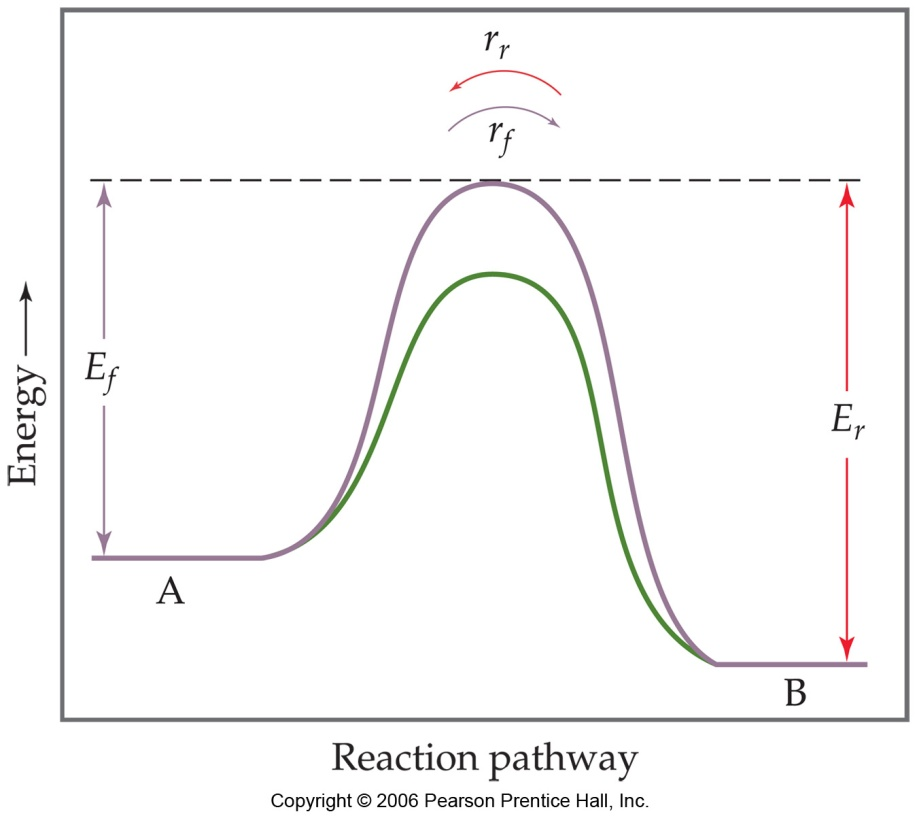 r_r
r_f
E_f
E_r
Energy
A
B
Reaction pathway
Copyright © 2006 Pearson Prentice Hall, Inc.